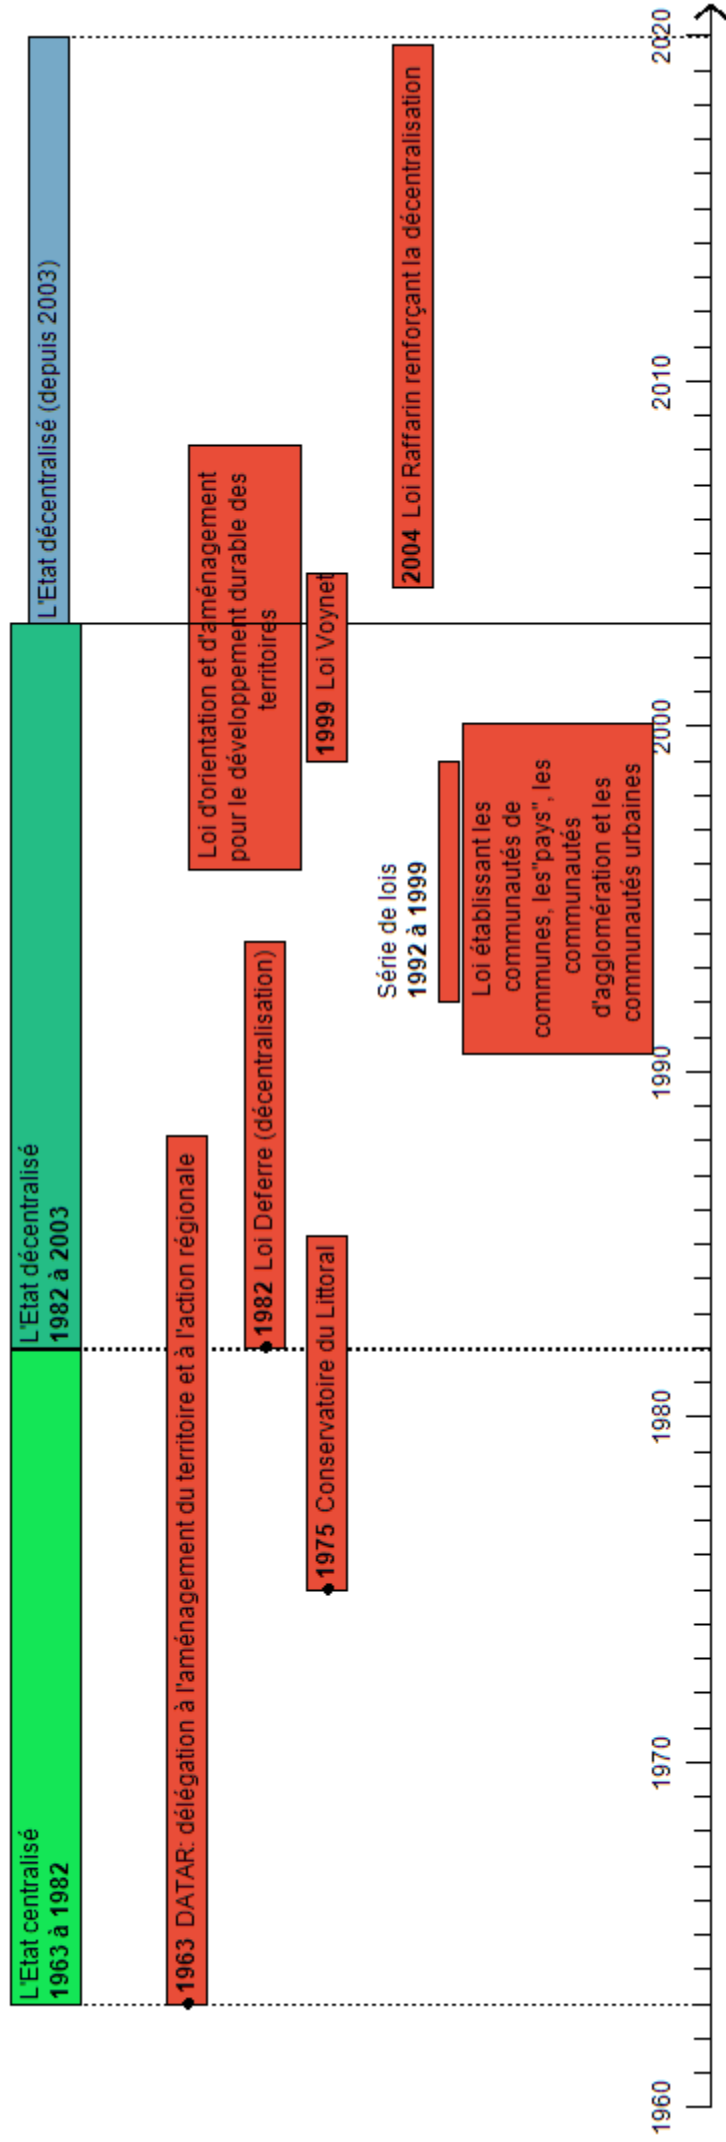 L'Etat centralisé
1963 à 1982
L'Etat décentralisé
1982 à 2003
L'Etat décentralisé (depuis 2003)
1963 DATAR: délégation à l'aménagement du territoire et à l'action régionale
Loi d'orientation et d'aménagement
pour le développement durable des
territoires
1982 Loi Deferre (décentralisation)
1975 Conservatoire du Littoral
1999 Loi Voynet
Série de lois
1992 à 1999
2004 Loi Raffarin renforçant la décentralisation
Loi établissant les
communautés de
communes, les"pays", les
communautés
d'agglomération et les
communautés urbaines
1960
1970
1980
1990
2000
2010
2020